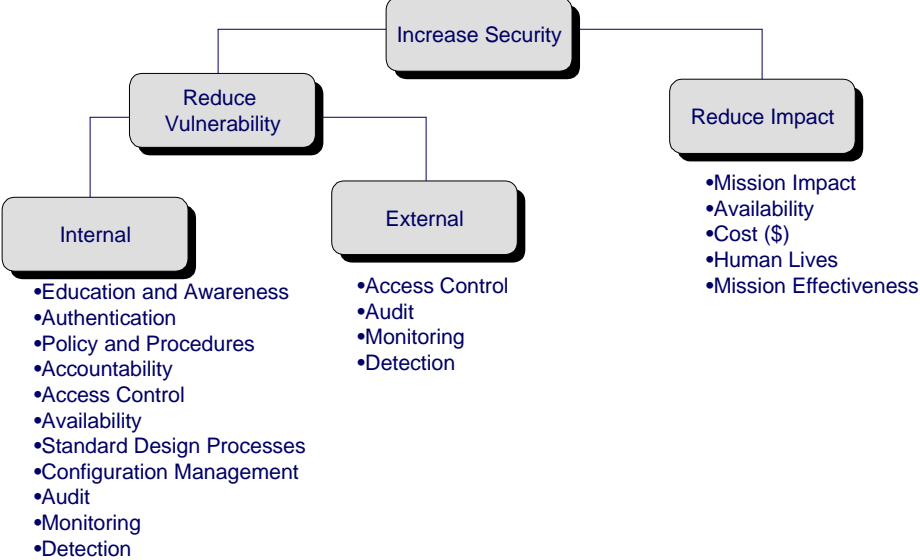 Increase Security
Reduce
Vulnerability
Reduce Impact
Internal
External
•Mission Impact
•Availability
•Cost ($)
•Human Lives
•Mission Effectiveness
•Education and Awareness
•Authentication
•Policy and Procedures
•Accountability
•Access Control
•Availability
•Standard Design Processes
•Configuration Management
•Audit
•Monitoring
•Detection
•Access Control
•Audit
•Monitoring
•Detection